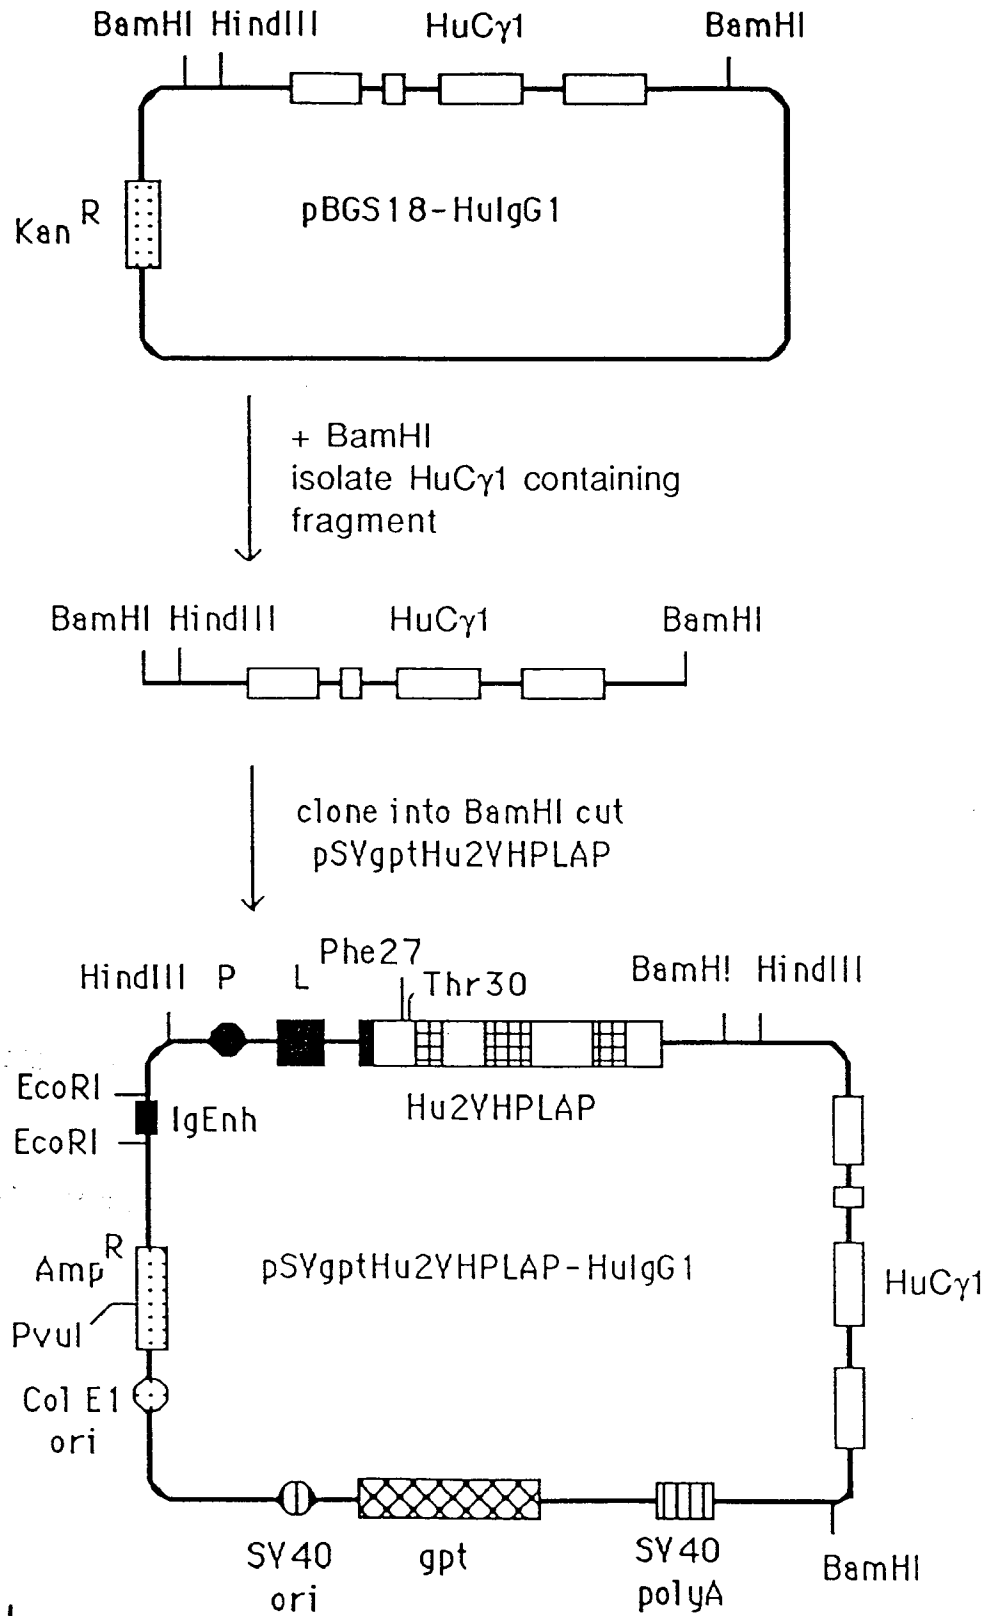 BamHI HindIII HuCγ1 BamHI
Kan R
pBGS18-HuIgG1
+ BamHI
isolate HuCγ1 containing
fragment
BamHI HindIII HuCγ1 BamHI
clone into BamHI cut
pSVgptHu2VHPLAP
Phe27
HindIII P L Thr30 BamH! HindIII
EcoRI
IgEnh
EcoRI
Hu2VHPLAP
Amp R
pSVgptHu2VHPLAP-HuIgG1
HuCγ1
PvuI
Col E1
ori
SV40
ori
gpt
SV40
polyA
BamHI